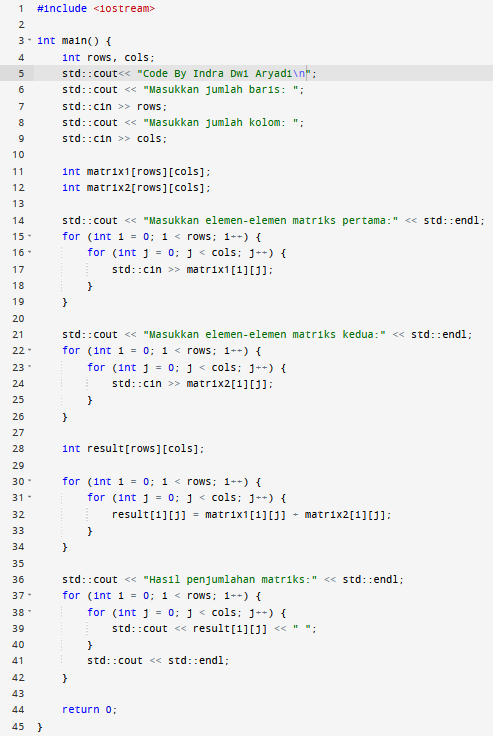 1 #include <iostream>
2
3 int main() {
4     int rows, cols;
5     std::cout<< "Code By Indra Dwi Aryadi\n";
6     std::cout << "Masukkan jumlah baris: ";
7     std::cin >> rows;
8     std::cout << "Masukkan jumlah kolom: ";
9     std::cin >> cols;
10
11     int matrix1[rows][cols];
12     int matrix2[rows][cols];
13
14     std::cout << "Masukkan elemen-elemen matriks pertama:" << std::endl;
15     for (int i = 0; i < rows; i++) {
16         for (int j = 0; j < cols; j++) {
17             std::cin >> matrix1[i][j];
18         }
19     }
20
21     std::cout << "Masukkan elemen-elemen matriks kedua:" << std::endl;
22     for (int i = 0; i < rows; i++) {
23         for (int j = 0; j < cols; j++) {
24             std::cin >> matrix2[i][j];
25         }
26     }
27
28     int result[rows][cols];
29
30     for (int i = 0; i < rows; i++) {
31         for (int j = 0; j < cols; j++) {
32             result[i][j] = matrix1[i][j] + matrix2[i][j];
33         }
34     }
35
36     std::cout << "Hasil penjumlahan matriks:" << std::endl;
37     for (int i = 0; i < rows; i++) {
38         for (int j = 0; j < cols; j++) {
39             std::cout << result[i][j] << " ";
40         }
41         std::cout << std::endl;
42     }
43
44     return 0;
45 }